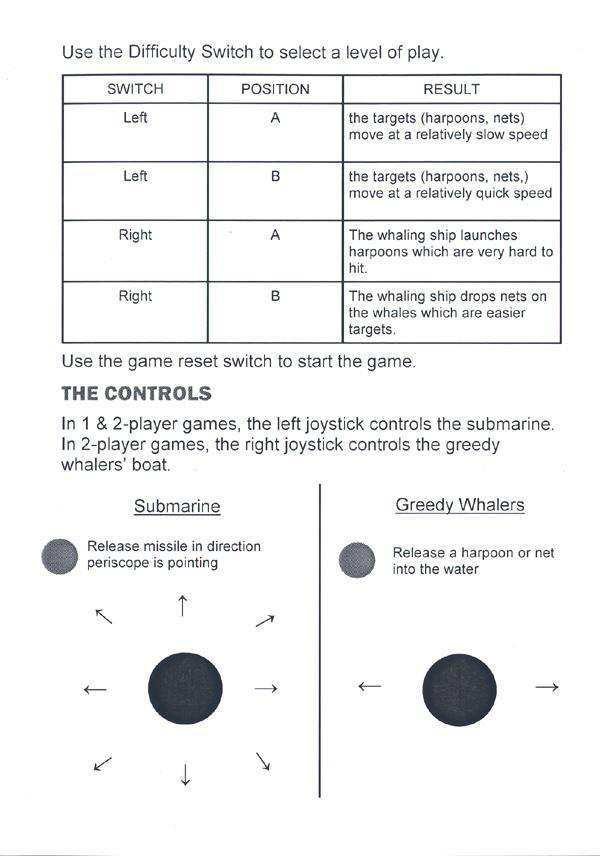 Use the Difficulty Switch to select a level of play.
SWITCH POSITION RESULT
Left A the targets (harpoons, nets)
move at a relatively slow speed
Left B the targets (harpoons, nets,)
move at a relatively quick speed
Right A The whaling ship launches
harpoons which are very hard to
hit.
Right B The whaling ship drops nets on
the whales which are easier
targets.
Use the game reset switch to start the game.
THE CONTROLS
In 1 & 2-player games, the left joystick controls the submarine.
In 2-player games, the right joystick controls the greedy
whalers' boat.
Submarine
Release missile in direction
periscope is pointing
Greedy Whalers
Release a harpoon or net
into the water